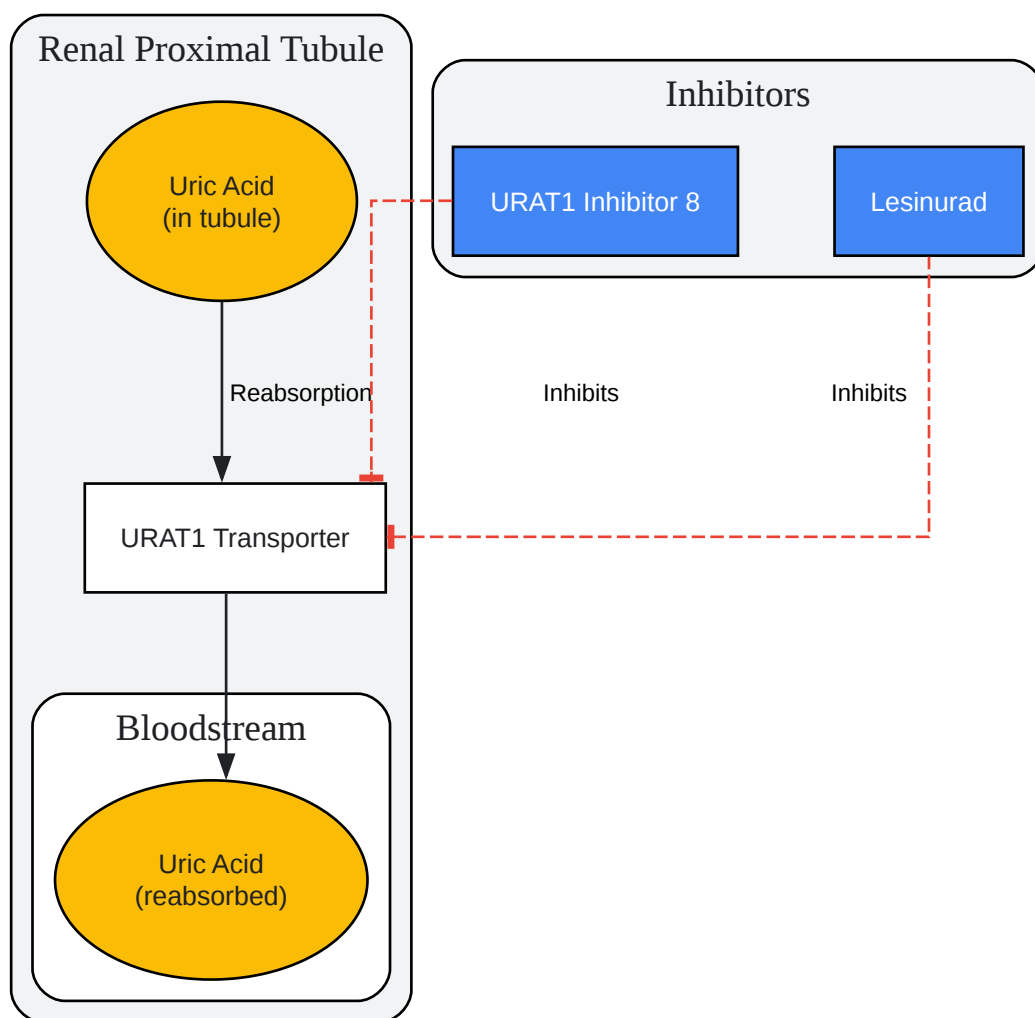 Renal Proximal Tubule
Inhibitors
Uric Acid
(in tubule)
URAT1 Inhibitor 8
Lesinurad
Reabsorption
Inhibits
Inhibits
URAT1 Transporter
Bloodstream
Uric Acid
(reabsorbed)